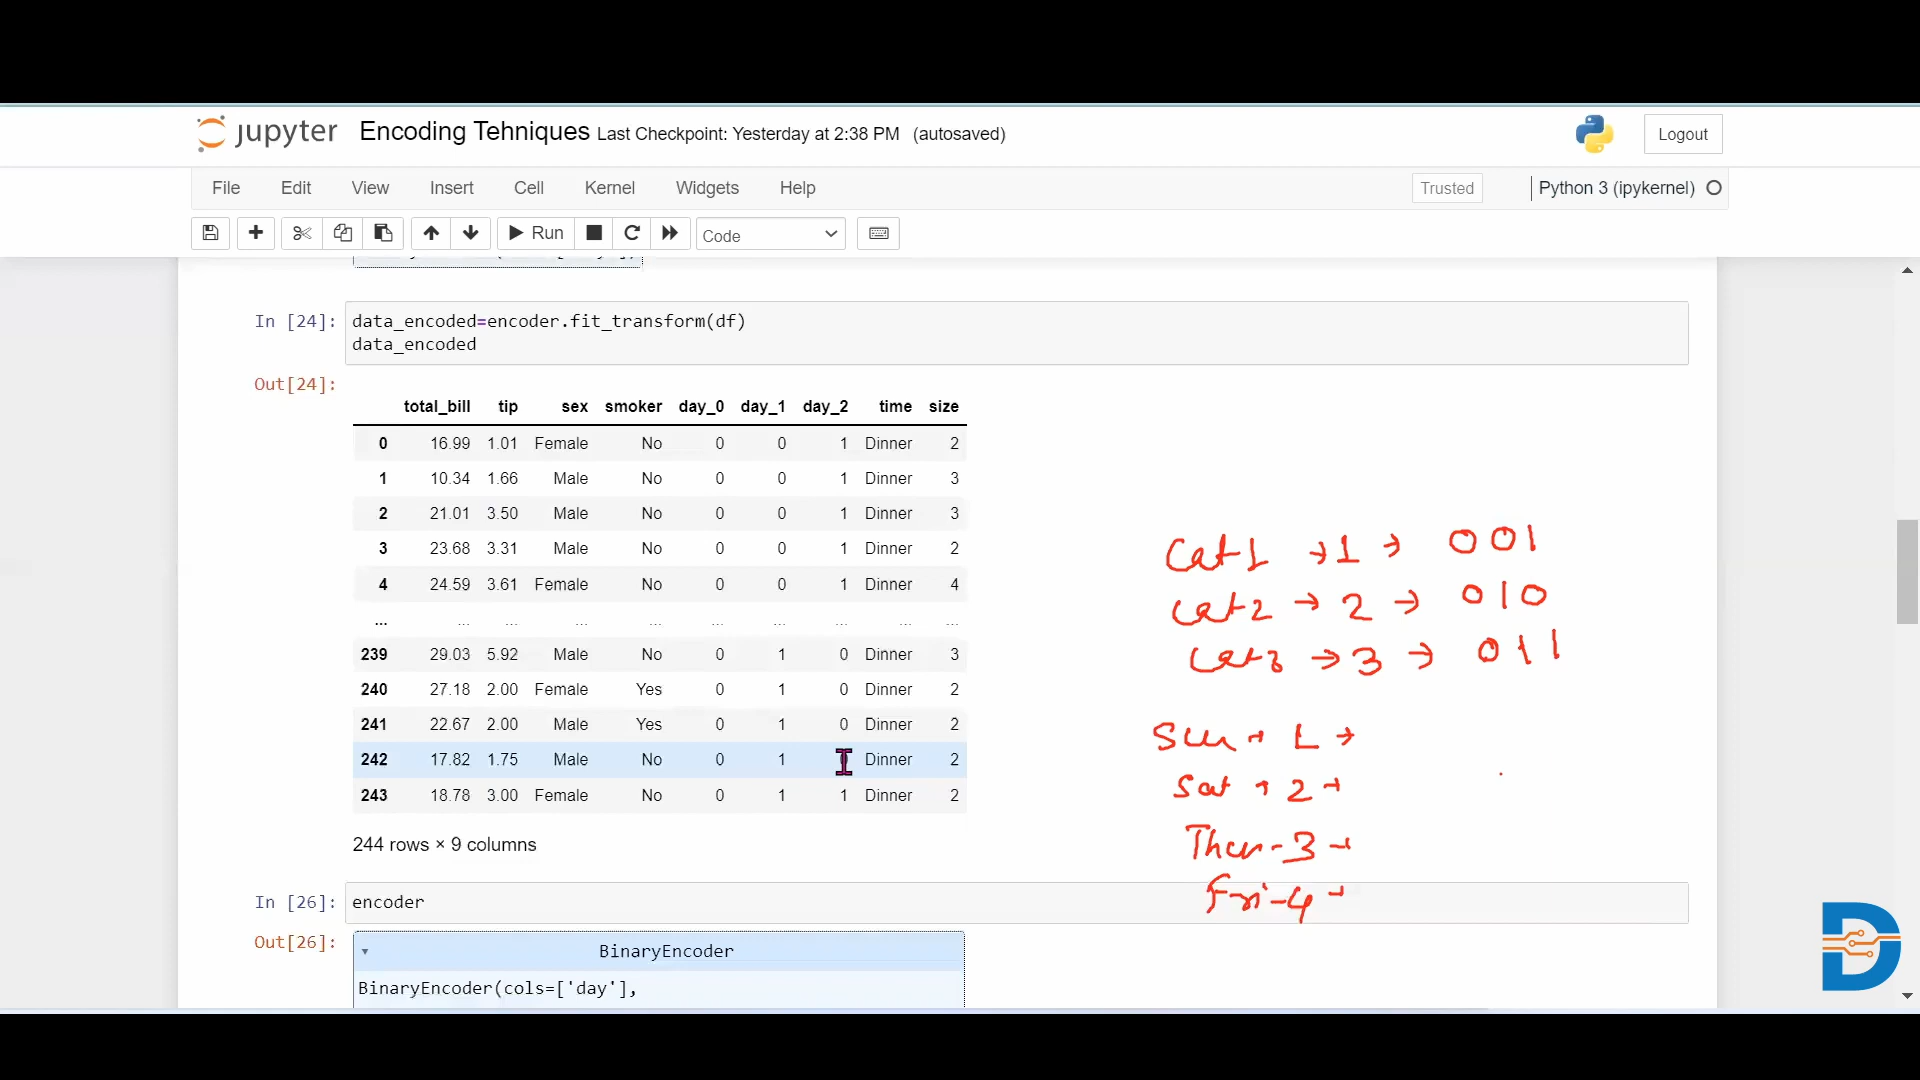 jupyter Encoding Tehniques Last Checkpoint: Yesterday at 2:38 PM (autosaved)
Logout
File Edit View Insert Cell Kernel Widgets Help
Trusted Python 3 (ipykernel)
Run Code
In [24]: data_encoded=encoder.fit_transform(df)
data_encoded
Out[24]:
total_bill tip sex smoker day_0 day_1 day_2 time size
0 16.99 1.01 Female No 0 0 1 Dinner 2
1 10.34 1.66 Male No 0 0 1 Dinner 3
2 21.01 3.50 Male No 0 0 1 Dinner 3
3 23.68 3.31 Male No 0 0 1 Dinner 2
4 24.59 3.61 Female No 0 0 1 Dinner 4
... ... ... ... ... ... ... ... ... ...
239 29.03 5.92 Male No 0 1 0 Dinner 3
240 27.18 2.00 Female Yes 0 1 0 Dinner 2
241 22.67 2.00 Male Yes 0 1 0 Dinner 2
242 17.82 1.75 Male No 0 1 Dinner 2
243 18.78 3.00 Female No 0 1 1 Dinner 2
244 rows × 9 columns
Cat1 → 1 → 001
Cat2 → 2 → 010
Cat3 → 3 → 011
Sun → 1 →
Sat → 2 →
Thur - 3 →
Fri - 4 →
In [26]: encoder
Out[26]:
BinaryEncoder
BinaryEncoder(cols=['day'],